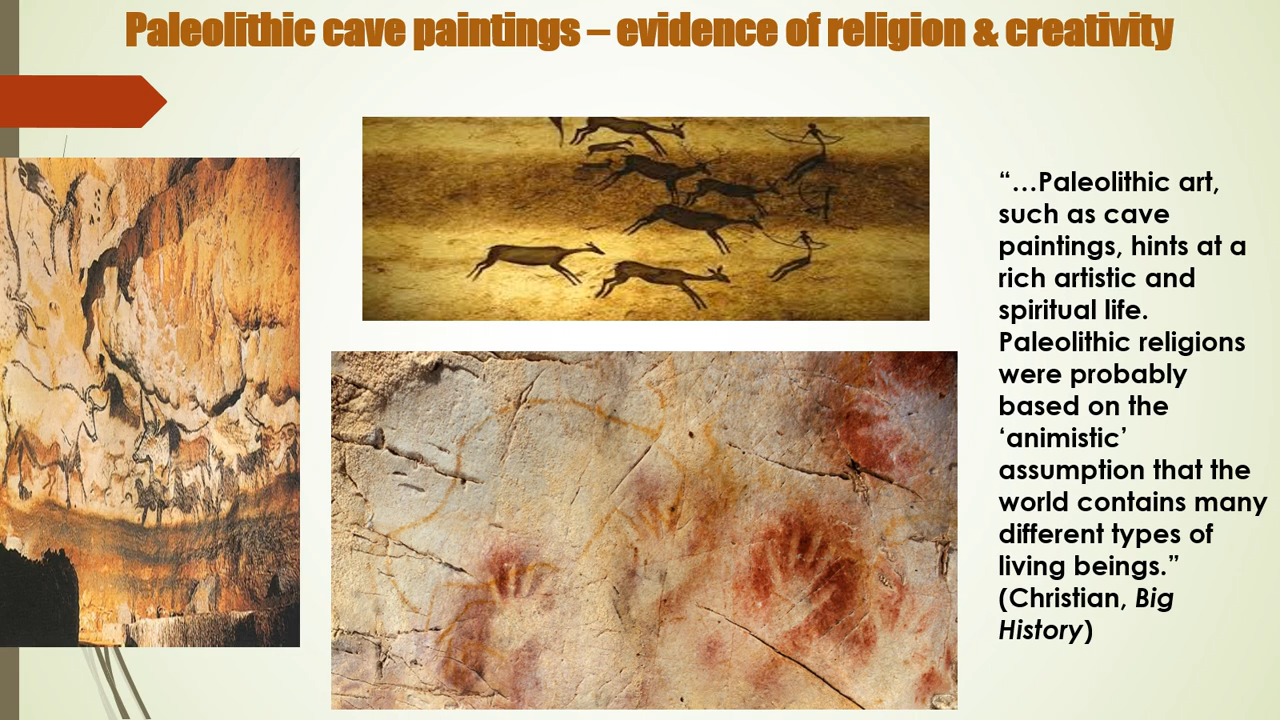 Paleolithic cave paintings – evidence of religion & creativity
“…Paleolithic art,
such as cave
paintings, hints at a
rich artistic and
spiritual life.
Paleolithic religions
were probably
based on the
‘animistic’
assumption that the
world contains many
different types of
living beings.”
(Christian, Big
History)